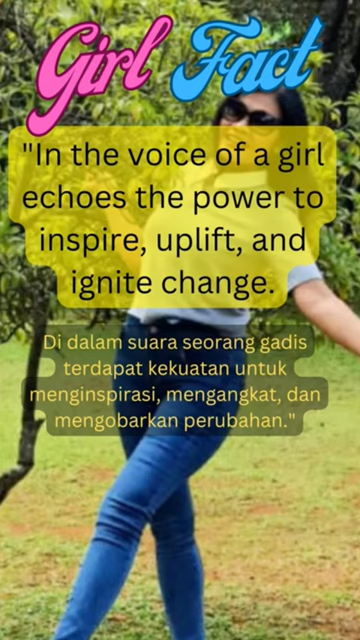 Girl Fact
"In the voice of a girl
echoes the power to
inspire, uplift, and
ignite change.
Di dalam suara seorang gadis
terdapat kekuatan untuk
menginspirasi, mengangkat, dan
mengobarkan perubahan."